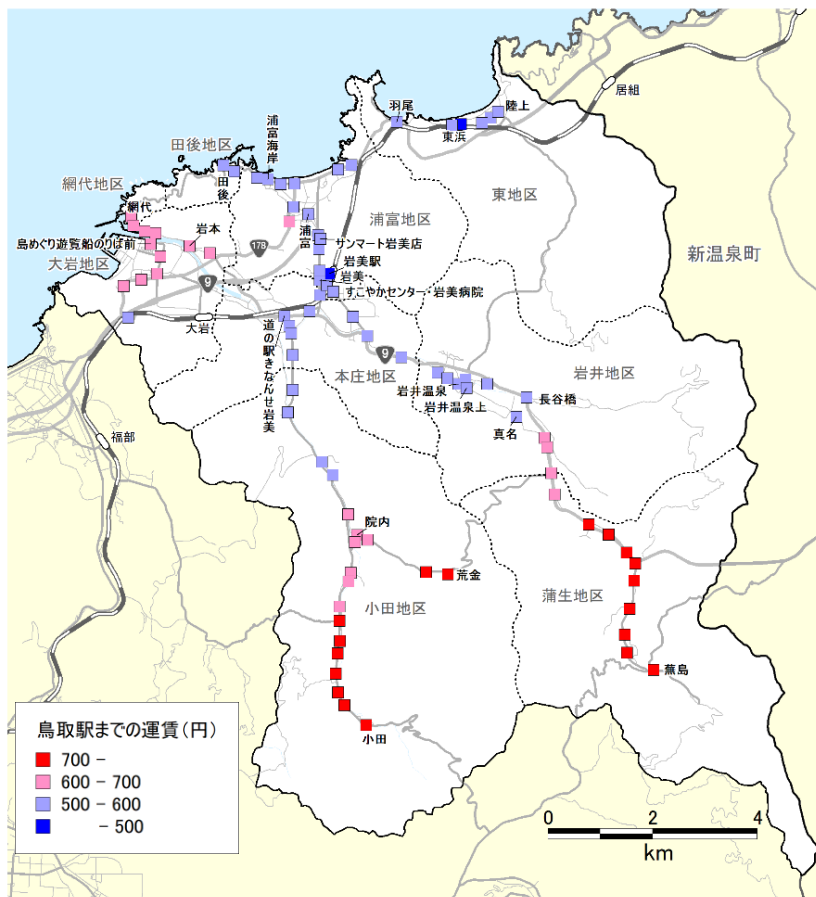 羽尾
陸上
東浜
居組
浦富海岸
田後地区
田後
網代地区
網代
岩本
島めぐり遊覧船のりば前
大岩地区
178
浦富
浦富地区
東地区
新温泉町
サンマート岩美店
岩美駅
岩美
すこやかセンター・岩美病院
9
大岩
道の駅きなんせ岩美
9
本庄地区
岩井地区
岩井温泉
岩井温泉上
長谷橋
真名
福部
院内
荒金
小田地区
蒲生地区
蕪島
小田
鳥取駅までの運賃(円)
700 -
600 - 700
500 - 600
- 500
0 2 4
km